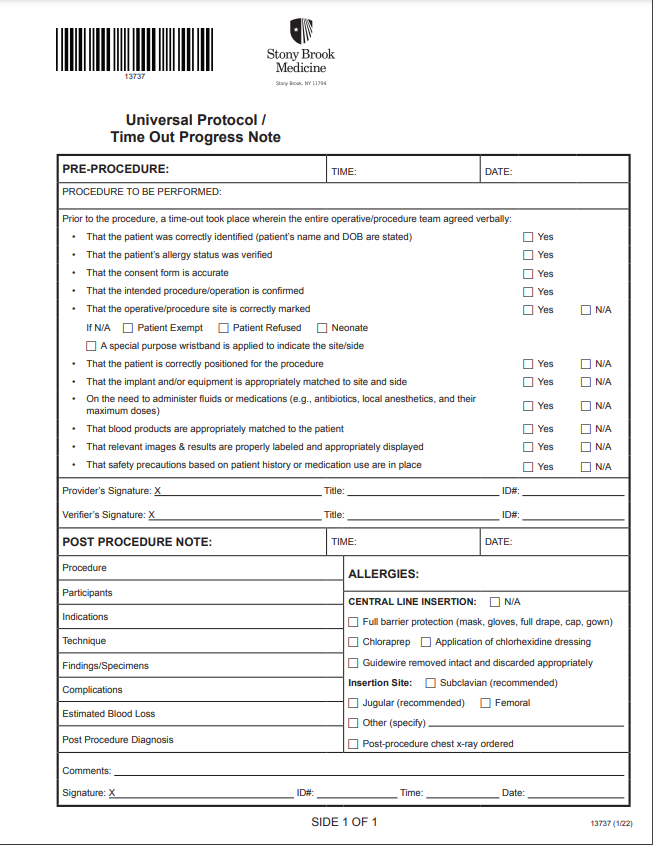 13737
Stony Brook
Medicine
Stony Brook, NY 11794
Universal Protocol /
Time Out Progress Note
PRE-PROCEDURE: TIME: DATE:
PROCEDURE TO BE PERFORMED:
Prior to the procedure, a time-out took place wherein the entire operative/procedure team agreed verbally:
• That the patient was correctly identified (patient's name and DOB are stated) ☐ Yes
• That the patient's allergy status was verified ☐ Yes
• That the consent form is accurate ☐ Yes
• That the intended procedure/operation is confirmed ☐ Yes
• That the operative/procedure site is correctly marked ☐ Yes ☐ N/A
If N/A ☐ Patient Exempt ☐ Patient Refused ☐ Neonate
☐ A special purpose wristband is applied to indicate the site/side
• That the patient is correctly positioned for the procedure ☐ Yes ☐ N/A
• That the implant and/or equipment is appropriately matched to site and side ☐ Yes ☐ N/A
• On the need to administer fluids or medications (e.g., antibiotics, local anesthetics, and their
maximum doses) ☐ Yes ☐ N/A
• That blood products are appropriately matched to the patient ☐ Yes ☐ N/A
• That relevant images & results are properly labeled and appropriately displayed ☐ Yes ☐ N/A
• That safety precautions based on patient history or medication use are in place ☐ Yes ☐ N/A
Provider's Signature: X Title: ID#:
Verifier's Signature: X Title: ID#:
POST PROCEDURE NOTE: TIME: DATE:
Procedure
Participants
Indications
Technique
Findings/Specimens
Complications
Estimated Blood Loss
Post Procedure Diagnosis
ALLERGIES:
CENTRAL LINE INSERTION: ☐ N/A
☐ Full barrier protection (mask, gloves, full drape, cap, gown)
☐ Chloraprep ☐ Application of chlorhexidine dressing
☐ Guidewire removed intact and discarded appropriately
Insertion Site: ☐ Subclavian (recommended)
☐ Jugular (recommended) ☐ Femoral
☐ Other (specify)
☐ Post-procedure chest x-ray ordered
Comments:
Signature: X ID#: Time: Date:
SIDE 1 OF 1
13737 (1/22)